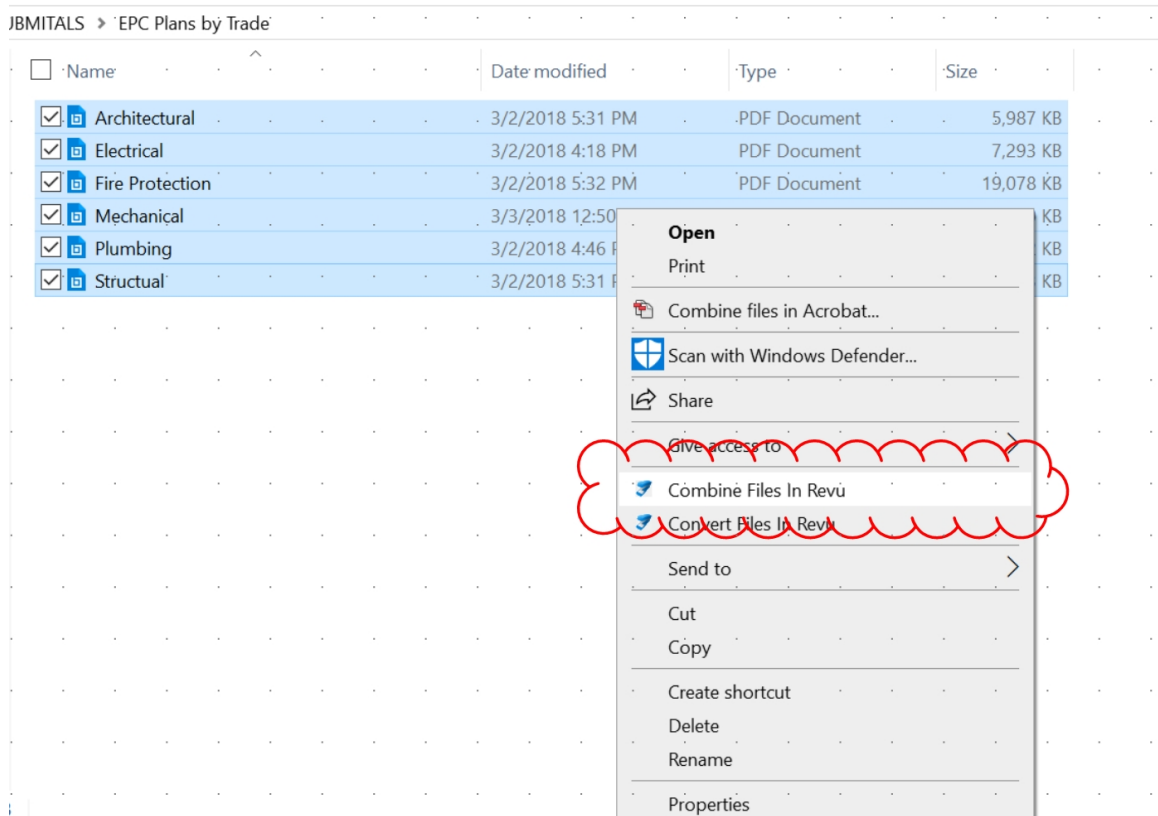 JBMITALS > EPC Plans by Trade
Name Date modified Type Size
Architectural 3/2/2018 5:31 PM PDF Document 5,987 KB
Electrical 3/2/2018 4:18 PM PDF Document 7,293 KB
Fire Protection 3/2/2018 5:32 PM PDF Document 19,078 KB
Mechanical 3/3/2018 12:50 KB
Plumbing 3/2/2018 4:46 KB
Structual 3/2/2018 5:31 KB
Open
Print
Combine files in Acrobat...
Scan with Windows Defender...
Share
Give access to
Combine Files In Revu
Convert Files In Revu
Send to
Cut
Copy
Create shortcut
Delete
Rename
Properties